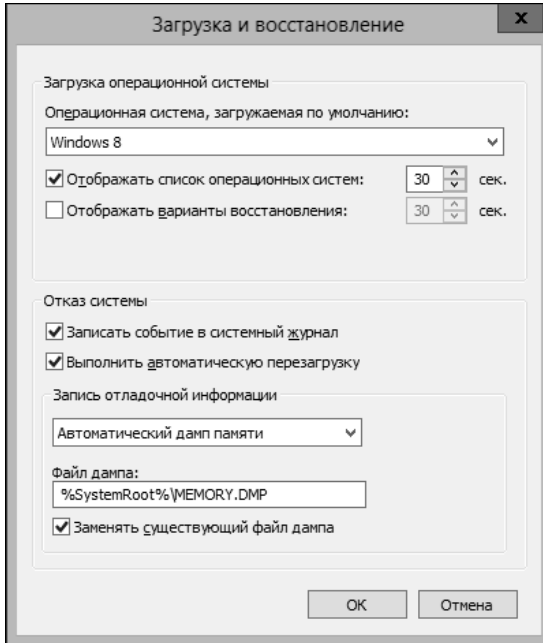 Загрузка и восстановление
x
Загрузка операционной системы
Операционная система, загружаемая по умолчанию:
Windows 8
Отображать список операционных систем: 30 сек.
Отображать варианты восстановления: 30 сек.
Отказ системы
Записать событие в системный журнал
Выполнить автоматическую перезагрузку
Запись отладочной информации
Автоматический дамп памяти
Файл дампа:
%SystemRoot%\MEMORY.DMP
Заменять существующий файл дампа
OK Отмена